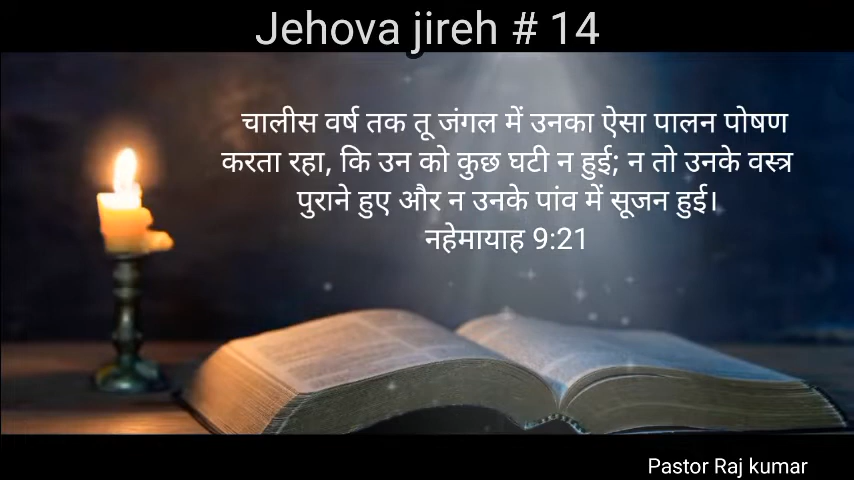 Jehova jireh # 14
चालीस वर्ष तक तू जंगल में उनका ऐसा पालन पोषण
करता रहा, कि उन को कुछ घटी न हुई; न तो उनके वस्त्र
पुराने हुए और न उनके पांव में सूजन हुई।
नहेमायाह 9:21
Pastor Raj kumar